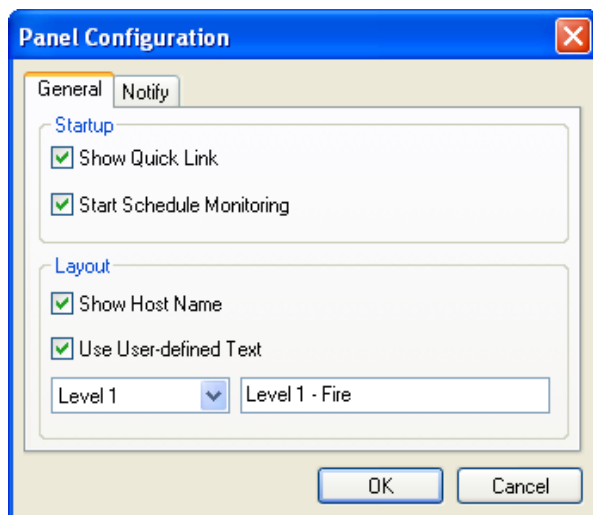 Panel Configuration
General Notify
Startup
Show Quick Link
Start Schedule Monitoring
Layout
Show Host Name
Use User-defined Text
Level 1 Level 1 - Fire
OK Cancel